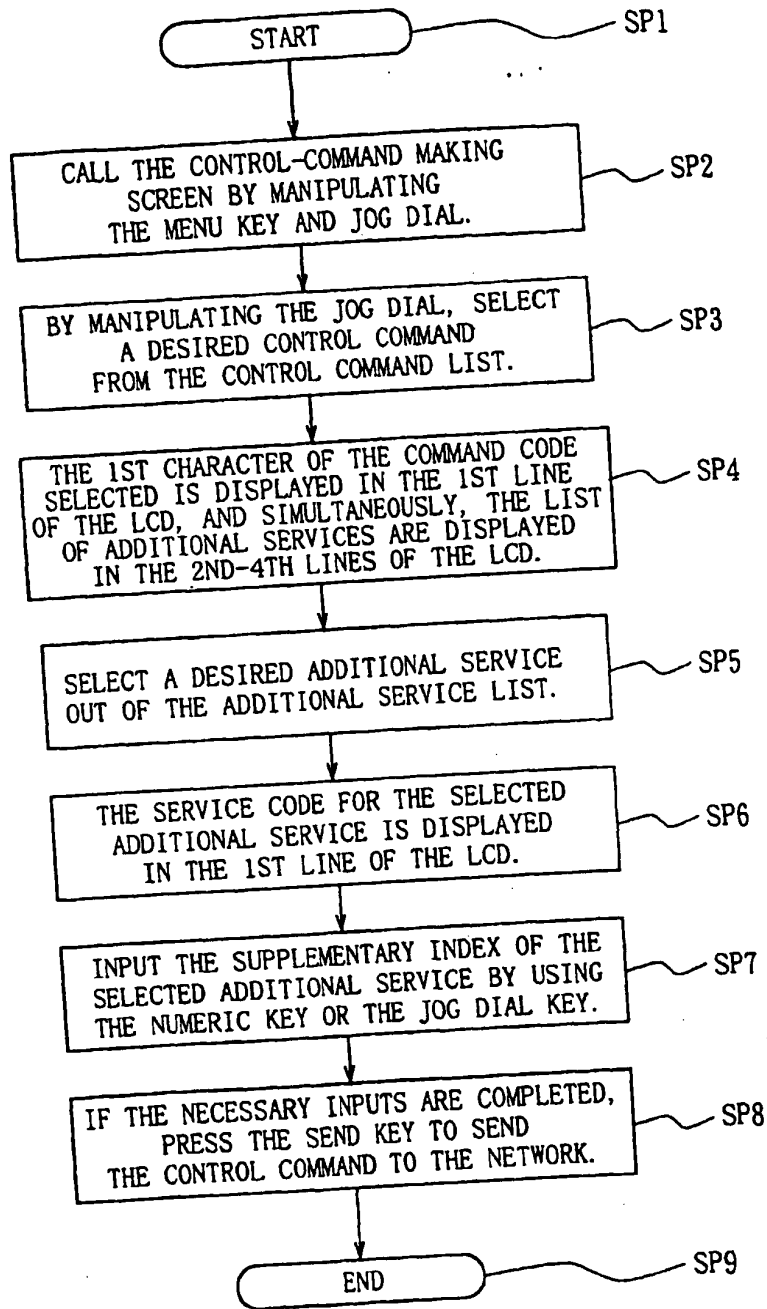 START
SP1
CALL THE CONTROL-COMMAND MAKING
SCREEN BY MANIPULATING
THE MENU KEY AND JOG DIAL.
SP2
BY MANIPULATING THE JOG DIAL, SELECT
A DESIRED CONTROL COMMAND
FROM THE CONTROL COMMAND LIST.
SP3
THE 1ST CHARACTER OF THE COMMAND CODE
SELECTED IS DISPLAYED IN THE 1ST LINE
OF THE LCD, AND SIMULTANEOUSLY, THE LIST
OF ADDITIONAL SERVICES ARE DISPLAYED
IN THE 2ND-4TH LINES OF THE LCD.
SP4
SELECT A DESIRED ADDITIONAL SERVICE
OUT OF THE ADDITIONAL SERVICE LIST.
SP5
THE SERVICE CODE FOR THE SELECTED
ADDITIONAL SERVICE IS DISPLAYED
IN THE 1ST LINE OF THE LCD.
SP6
INPUT THE SUPPLEMENTARY INDEX OF THE
SELECTED ADDITIONAL SERVICE BY USING
THE NUMERIC KEY OR THE JOG DIAL KEY.
SP7
IF THE NECESSARY INPUTS ARE COMPLETED,
PRESS THE SEND KEY TO SEND
THE CONTROL COMMAND TO THE NETWORK.
SP8
END
SP9